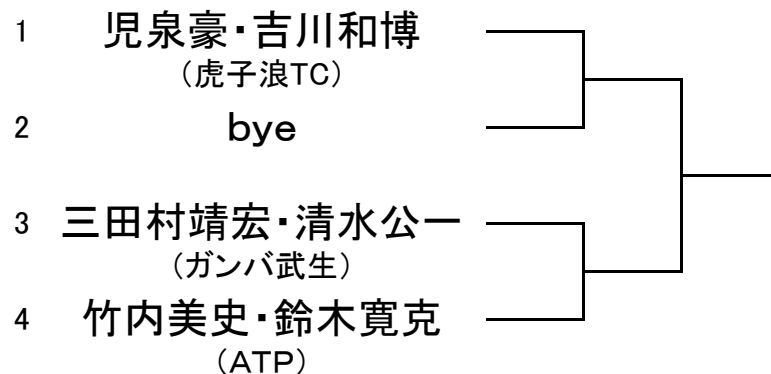 1 児泉豪・吉川和博
(虎子浪TC)
2 bye
3 三田村靖宏・清水公一
(ガンバ武生)
4 竹内美史・鈴木寛克
(ATP)